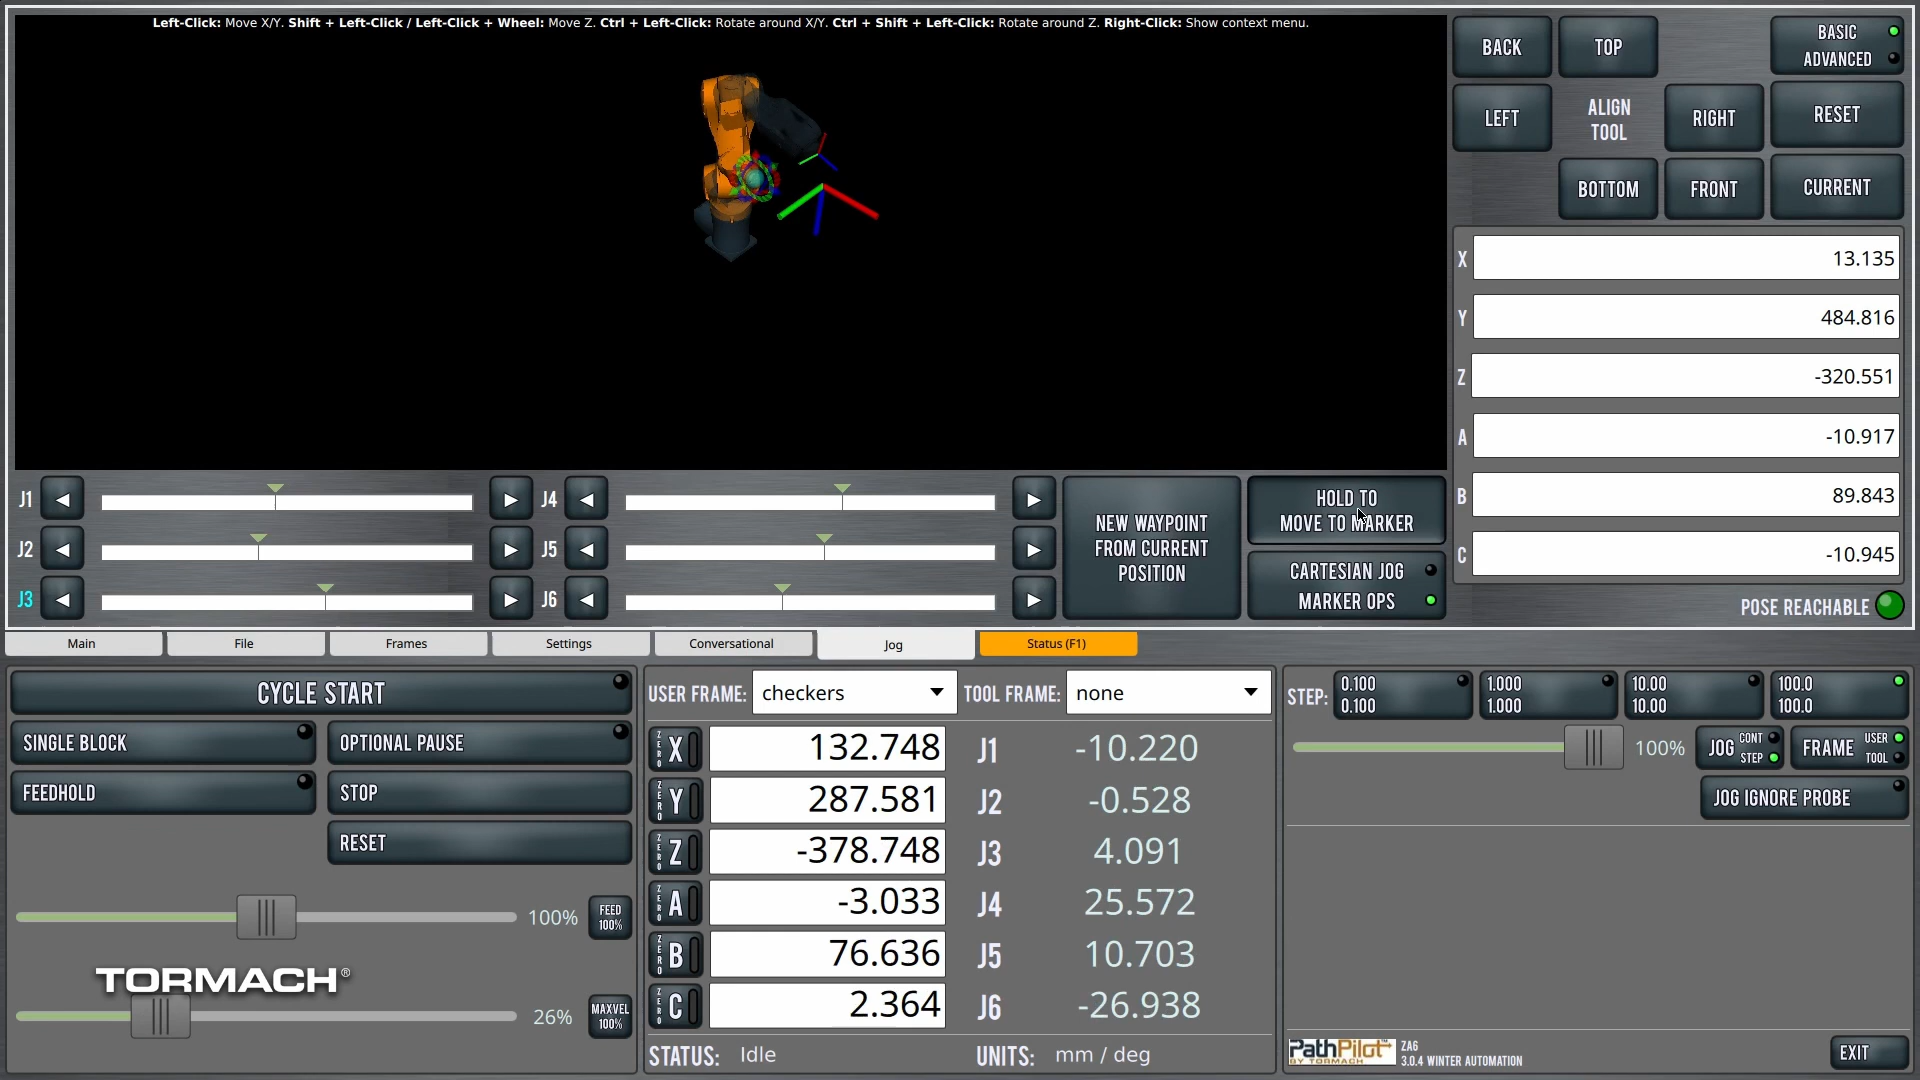 Left-Click: Move X/Y. Shift + Left-Click / Left-Click + Wheel: Move Z. Ctrl + Left-Click: Rotate around X/Y. Ctrl + Shift + Left-Click: Rotate around Z. Right-Click: Show context menu.
BACK
TOP
BASIC
ADVANCED
LEFT
ALIGN
TOOL
RIGHT
RESET
BOTTOM
FRONT
CURRENT
X 13.135
Y 484.816
Z -320.551
A -10.917
B 89.843
C -10.945
POSE REACHABLE
J1
J2
J3
J4
J5
J6
NEW WAYPOINT
FROM CURRENT
POSITION
HOLD TO
MOVE TO MARKER
CARTESIAN JOG
MARKER OPS
Main
File
Frames
Settings
Conversational
Jog
Status (F1)
CYCLE START
SINGLE BLOCK
OPTIONAL PAUSE
FEEDHOLD
STOP
RESET
100%
FEED
100%
TORMACH®
26%
MAXVEL
100%
USER FRAME: checkers
TOOL FRAME: none
ZERO X 132.748 J1 -10.220
ZERO Y 287.581 J2 -0.528
ZERO Z -378.748 J3 4.091
ZERO A -3.033 J4 25.572
ZERO B 76.636 J5 10.703
ZERO C 2.364 J6 -26.938
STATUS: Idle
UNITS: mm / deg
STEP:
0.100
0.100
1.000
1.000
10.00
10.00
100.0
100.0
100%
JOG CONT
STEP
FRAME USER
TOOL
JOG IGNORE PROBE
PathPilot™
BY TORMACH
ZA6
3.0.4 WINTER AUTOMATION
EXIT